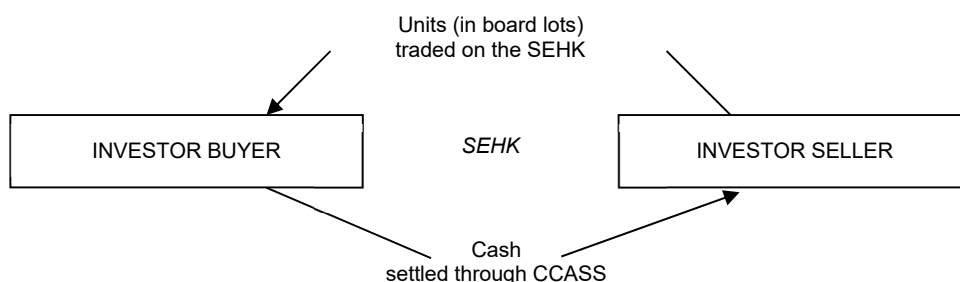 Units (in board lots)
traded on the SEHK
INVESTOR BUYER
SEHK
INVESTOR SELLER
Cash
settled through CCASS